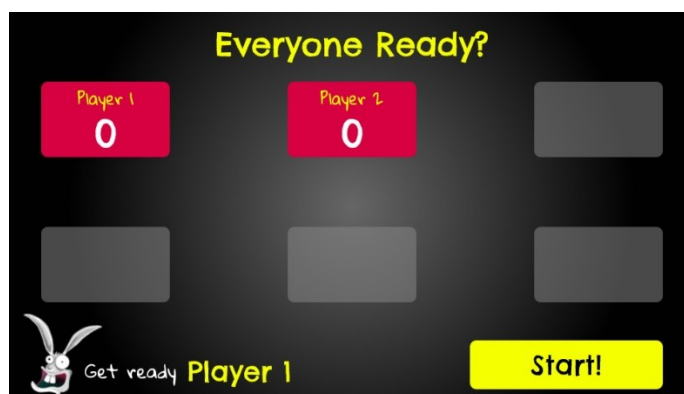 Everyone Ready?
Player 1
Player 2
0
0
Get ready Player 1
Start!